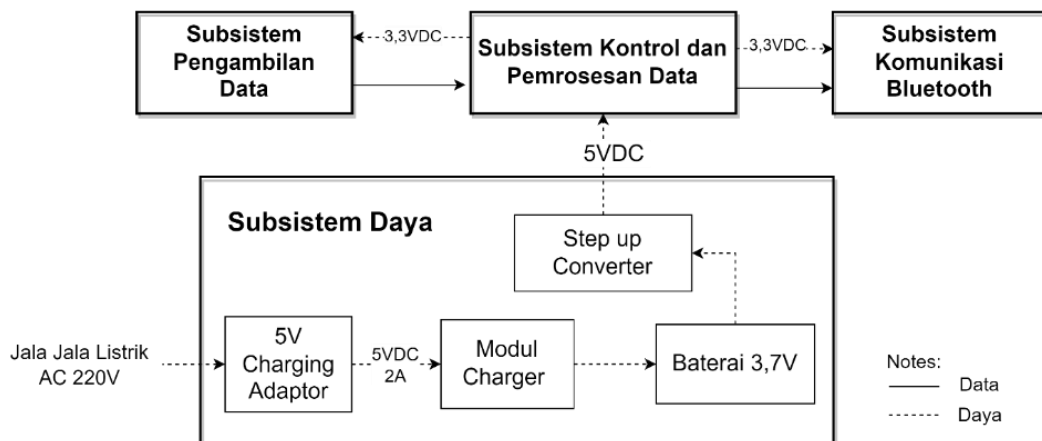 Subsistem
Pengambilan
Data
3,3VDC
Subsistem Kontrol dan
Pemrosesan Data
3,3VDC
Subsistem
Komunikasi
Bluetooth
5VDC
Subsistem Daya
Step up
Converter
Jala Jala Listrik
AC 220V
5V
Charging
Adaptor
5VDC
2A
Modul
Charger
Baterai 3,7V
Notes:
Data
Daya